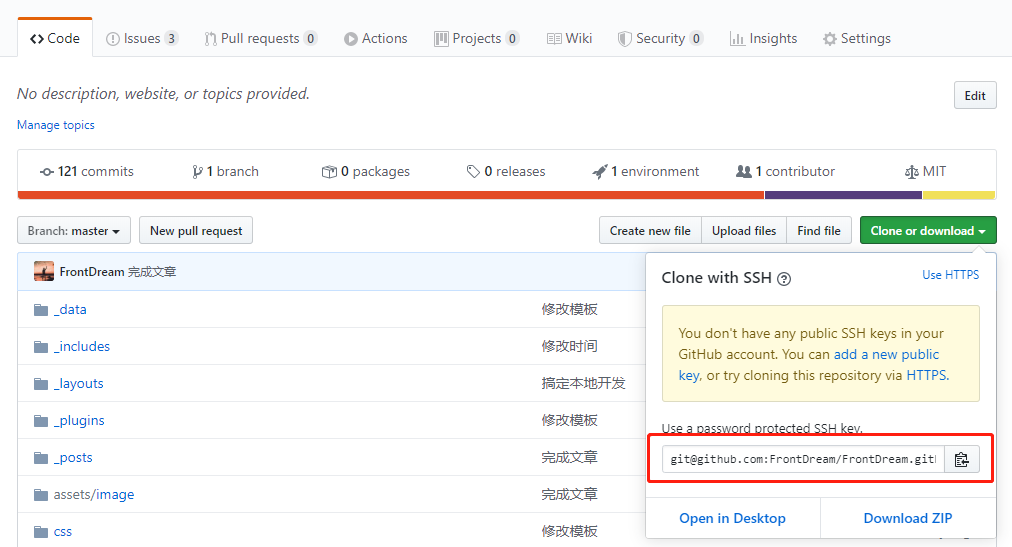 Code Issues 3 Pull requests 0 Actions Projects 0 Wiki Security 0 Insights Settings
No description, website, or topics provided.
Edit
Manage topics
121 commits 1 branch 0 packages 0 releases 1 environment 1 contributor MIT
Branch: master New pull request Create new file Upload files Find file Clone or download
FrontDream 完成文章
Clone with SSH Use HTTPS
_data 修改模板
_includes 修改时间
_layouts 搞定本地开发
_plugins 修改模板
_posts 完成文章
assets/image 完成文章
css 修改模板
You don't have any public SSH keys in your
GitHub account. You can add a new public
key, or try cloning this repository via HTTPS.
Use a password protected SSH key.
git@github.com:FrontDream/FrontDream.git
Open in Desktop Download ZIP